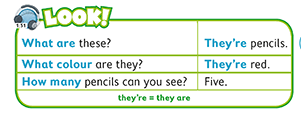 LOOK!
1.51
What are these? They're pencils.
What colour are they? They're red.
How many pencils can you see? Five.
they're = they are